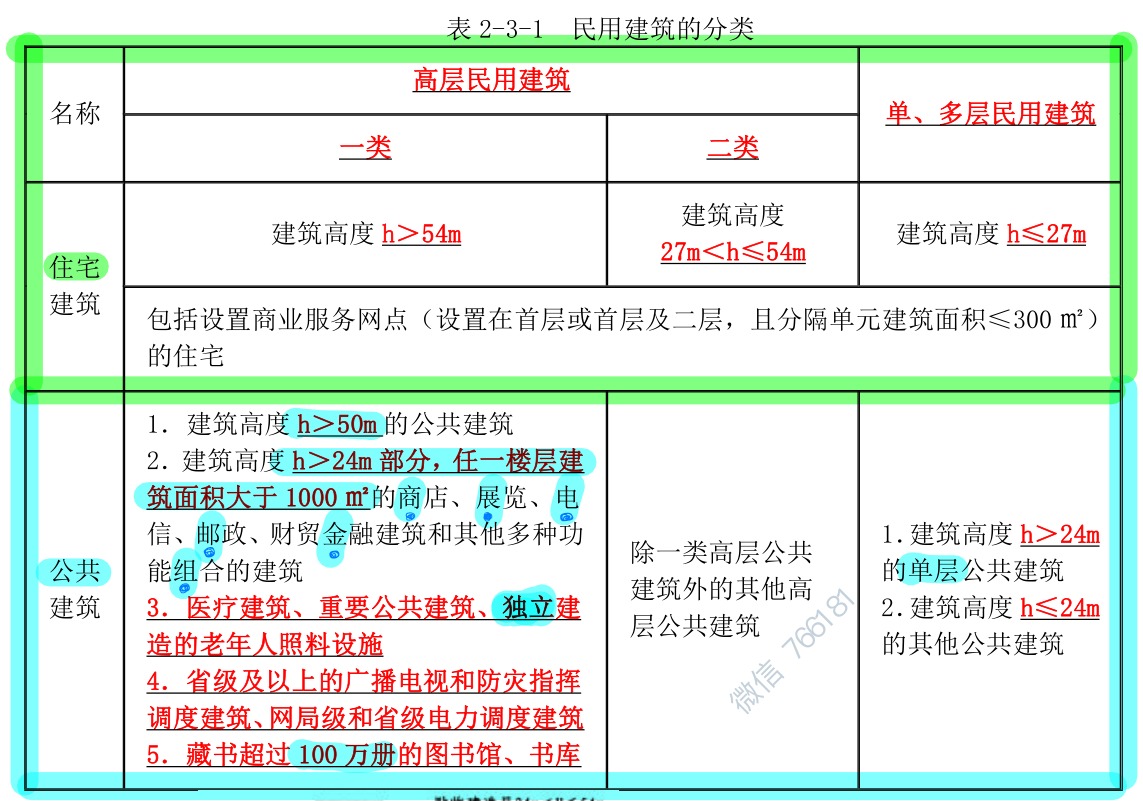 表 2-3-1 民用建筑的分类
名称
高层民用建筑
单、多层民用建筑
一类
二类
住宅
建筑
建筑高度 h＞54m
建筑高度
27m＜h≤54m
建筑高度 h≤27m
包括设置商业服务网点（设置在首层或首层及二层，且分隔单元建筑面积≤300 ㎡）
的住宅
公共
建筑
1. 建筑高度 h＞50m 的公共建筑
2. 建筑高度 h＞24m 部分，任一楼层建
筑面积大于 1000 ㎡的商店、展览、电
信、邮政、财贸金融建筑和其他多种功
能组合的建筑
3. 医疗建筑、重要公共建筑、独立建
造的老年人照料设施
4. 省级及以上的广播电视和防灾指挥
调度建筑、网局级和省级电力调度建筑
5. 藏书超过 100 万册的图书馆、书库
除一类高层公共
建筑外的其他高
层公共建筑
1.建筑高度 h＞24m
的单层公共建筑
2.建筑高度 h≤24m
的其他公共建筑
微信 766181